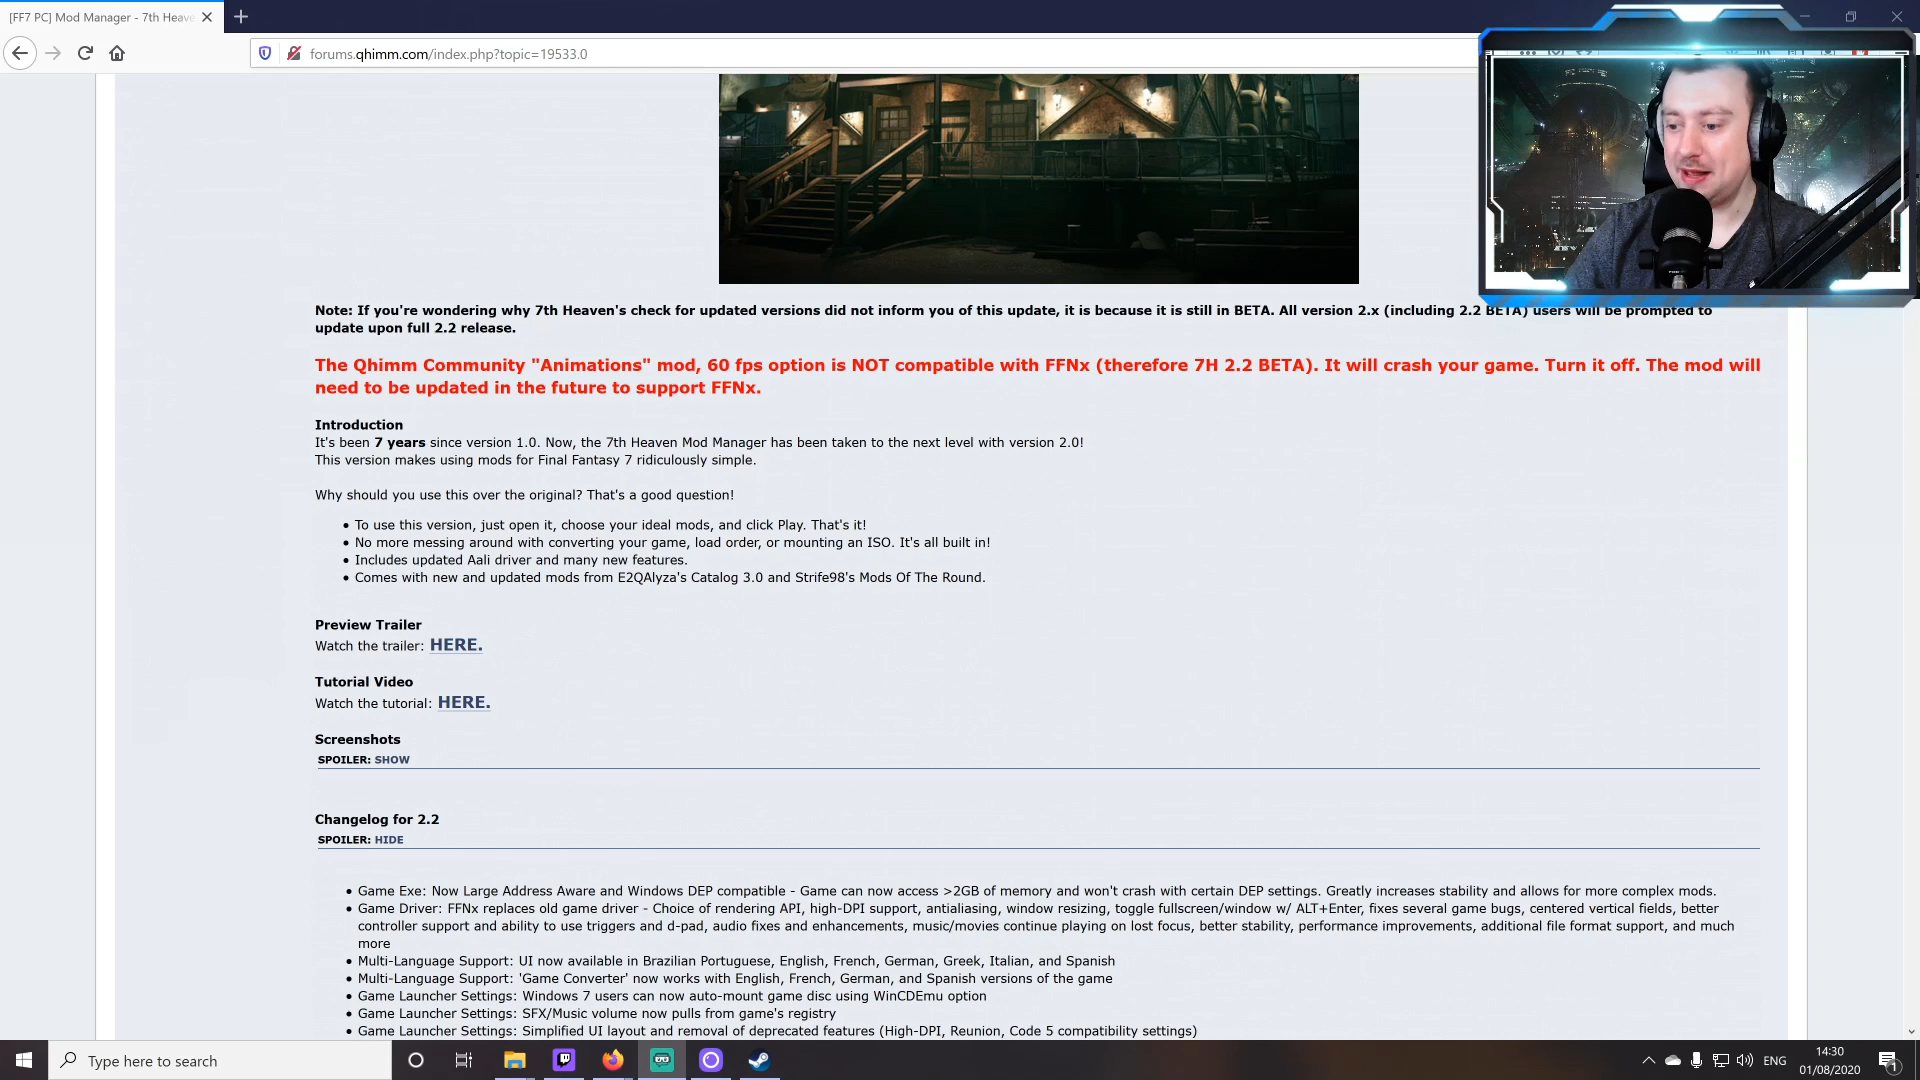 [FF7 PC] Mod Manager - 7th Heave
forums.qhimm.com/index.php?topic=19533.0
Note: If you're wondering why 7th Heaven's check for updated versions did not inform you of this update, it is because it is still in BETA. All version 2.x (including 2.2 BETA) users will be prompted to
update upon full 2.2 release.
The Qhimm Community "Animations" mod, 60 fps option is NOT compatible with FFNx (therefore 7H 2.2 BETA). It will crash your game. Turn it off. The mod will
need to be updated in the future to support FFNx.
Introduction
It's been 7 years since version 1.0. Now, the 7th Heaven Mod Manager has been taken to the next level with version 2.0!
This version makes using mods for Final Fantasy 7 ridiculously simple.
Why should you use this over the original? That's a good question!
• To use this version, just open it, choose your ideal mods, and click Play. That's it!
• No more messing around with converting your game, load order, or mounting an ISO. It's all built in!
• Includes updated Aali driver and many new features.
• Comes with new and updated mods from E2QAlyza's Catalog 3.0 and Strife98's Mods Of The Round.
Preview Trailer
Watch the trailer: HERE.
Tutorial Video
Watch the tutorial: HERE.
Screenshots
SPOILER: SHOW
Changelog for 2.2
SPOILER: HIDE
• Game Exe: Now Large Address Aware and Windows DEP compatible - Game can now access >2GB of memory and won't crash with certain DEP settings. Greatly increases stability and allows for more complex mods.
• Game Driver: FFNx replaces old game driver - Choice of rendering API, high-DPI support, antialiasing, window resizing, toggle fullscreen/window w/ ALT+Enter, fixes several game bugs, centered vertical fields, better
controller support and ability to use triggers and d-pad, audio fixes and enhancements, music/movies continue playing on lost focus, better stability, performance improvements, additional file format support, and much
more
• Multi-Language Support: UI now available in Brazilian Portuguese, English, French, German, Greek, Italian, and Spanish
• Multi-Language Support: 'Game Converter' now works with English, French, German, and Spanish versions of the game
• Game Launcher Settings: Windows 7 users can now auto-mount game disc using WinCDEmu option
• Game Launcher Settings: SFX/Music volume now pulls from game's registry
• Game Launcher Settings: Simplified UI layout and removal of deprecated features (High-DPI, Reunion, Code 5 compatibility settings)
Type here to search
ENG
14:30
01/08/2020
1